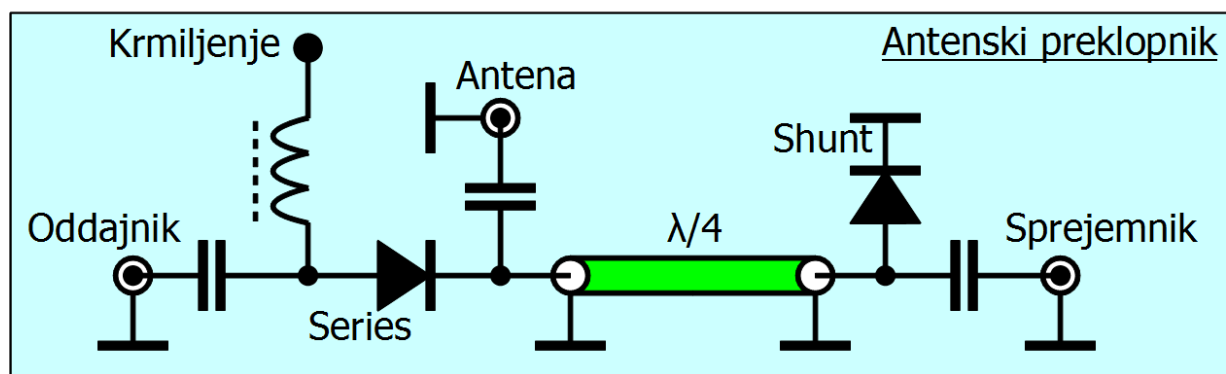 Krmiljenje
Antena
Antenski preklopnik
Shunt
Oddajnik
λ/4
Sprejemnik
Series